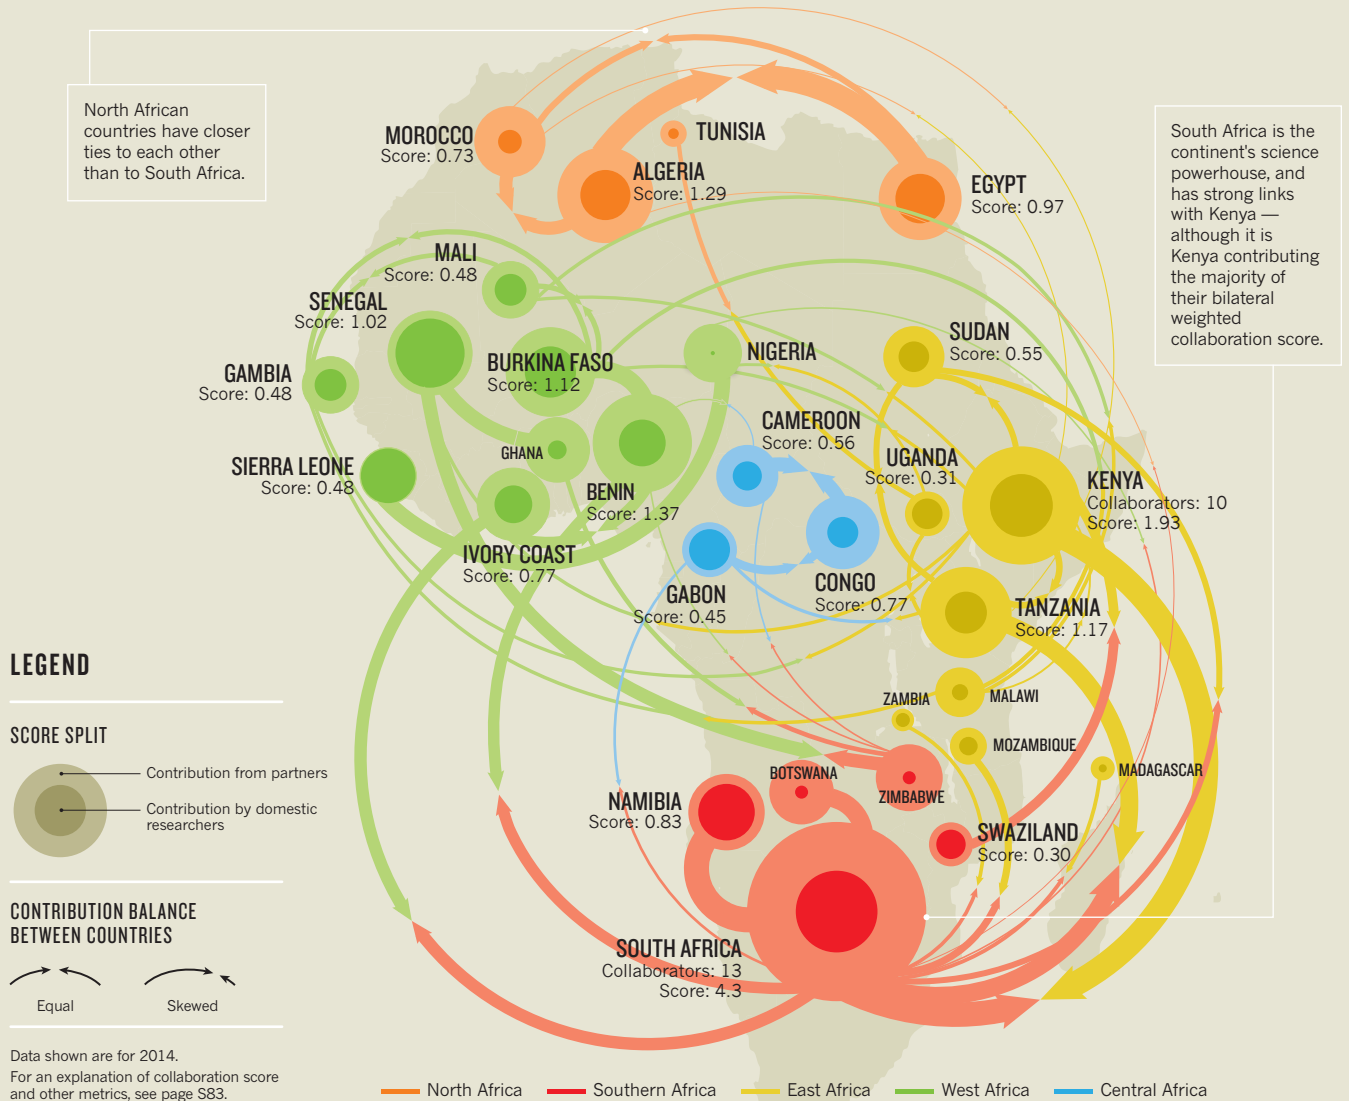 North African
countries have closer
ties to each other
than to South Africa.
South Africa is the
continent's science
powerhouse, and
has strong links
with Kenya —
although it is
Kenya contributing
the majority of
their bilateral
weighted
collaboration score.
MOROCCO
Score: 0.73
TUNISIA
ALGERIA
Score: 1.29
EGYPT
Score: 0.97
MALI
Score: 0.48
SENEGAL
Score: 1.02
GAMBIA
Score: 0.48
BURKINA FASO
Score: 1.12
NIGERIA
SUDAN
Score: 0.55
SIERRA LEONE
Score: 0.48
GHANA
BENIN
Score: 1.37
CAMEROON
Score: 0.56
UGANDA
Score: 0.31
KENYA
Collaborators: 10
Score: 1.93
IVORY COAST
Score: 0.77
GABON
Score: 0.45
CONGO
Score: 0.77
TANZANIA
Score: 1.17
ZAMBIA
MALAWI
MOZAMBIQUE
MADAGASCAR
BOTSWANA
ZIMBABWE
NAMIBIA
Score: 0.83
SWAZILAND
Score: 0.30
SOUTH AFRICA
Collaborators: 13
Score: 4.3
LEGEND
SCORE SPLIT
Contribution from partners
Contribution by domestic
researchers
CONTRIBUTION BALANCE
BETWEEN COUNTRIES
Equal
Skewed
Data shown are for 2014.
For an explanation of collaboration score
and other metrics, see page S83.
North Africa
Southern Africa
East Africa
West Africa
Central Africa